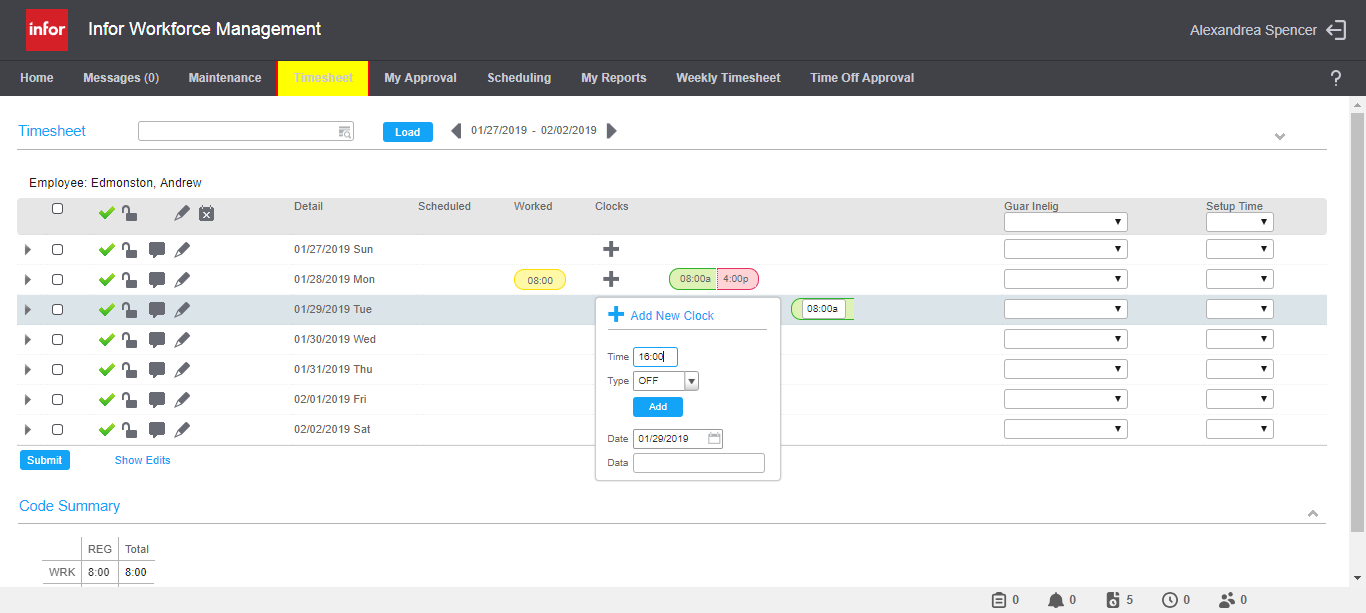 infor
Infor Workforce Management
Alexandrea Spencer
Home Messages (0) Maintenance Timesheet My Approval Scheduling My Reports Weekly Timesheet Time Off Approval ?
Timesheet Load 01/27/2019 - 02/02/2019
Employee: Edmonston, Andrew
Detail Scheduled Worked Clocks Guar Inelig Setup Time
01/27/2019 Sun
01/28/2019 Mon 08:00 08:00a 4:00p
01/29/2019 Tue 08:00a
Add New Clock
01/30/2019 Wed
Time 16:00
01/31/2019 Thu
Type OFF
02/01/2019 Fri
Add
02/02/2019 Sat
Date 01/29/2019
Submit Show Edits
Data
Code Summary
REG Total
WRK 8:00 8:00
0 0 5 0 0